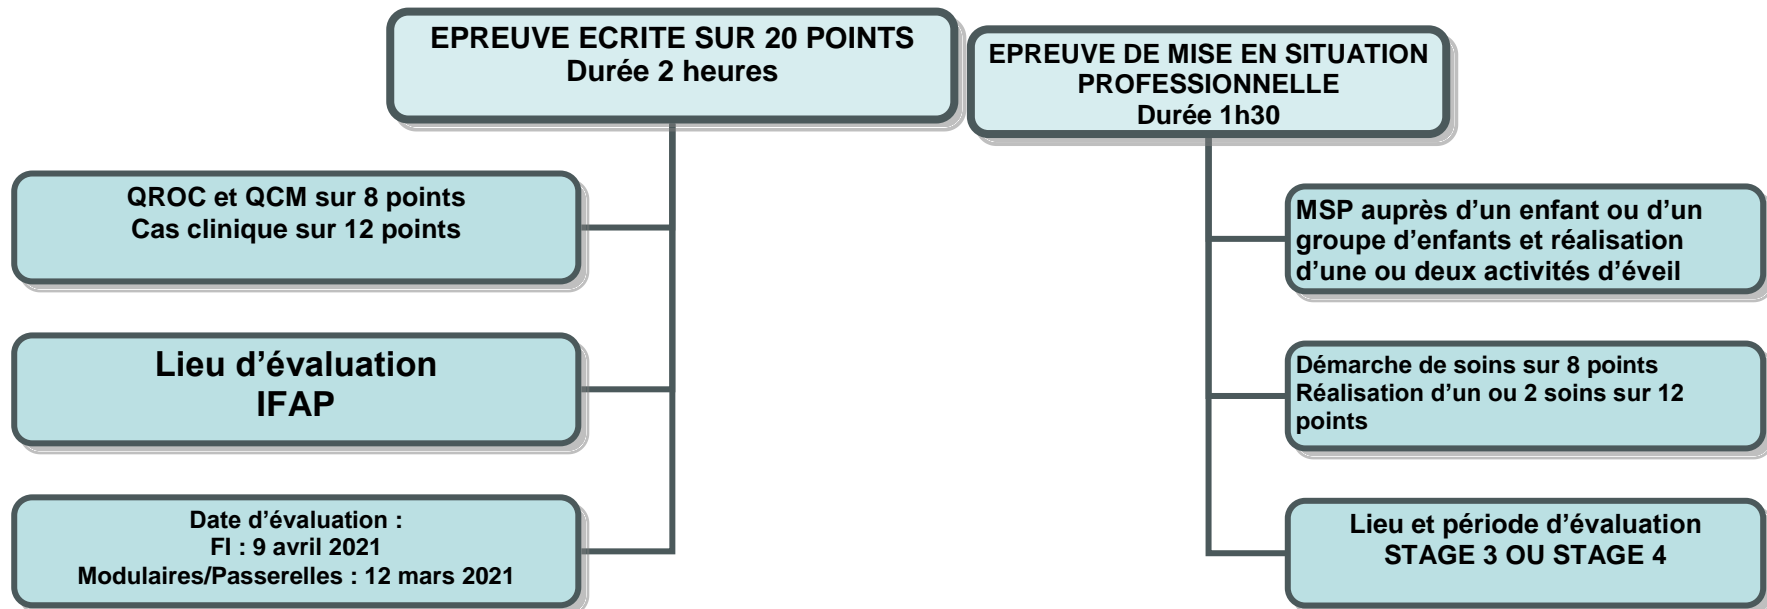 EPREUVE ECRITE SUR 20 POINTS
Durée 2 heures
QROC et QCM sur 8 points
Cas clinique sur 12 points
Lieu d’évaluation
IFAP
Date d’évaluation :
FI : 9 avril 2021
Modulaires/Passerelles : 12 mars 2021
EPREUVE DE MISE EN SITUATION
PROFESSIONNELLE
Durée 1h30
MSP auprès d’un enfant ou d’un
groupe d’enfants et réalisation
d’une ou deux activités d’éveil
Démarche de soins sur 8 points
Réalisation d’un ou 2 soins sur 12
points
Lieu et période d’évaluation
STAGE 3 OU STAGE 4